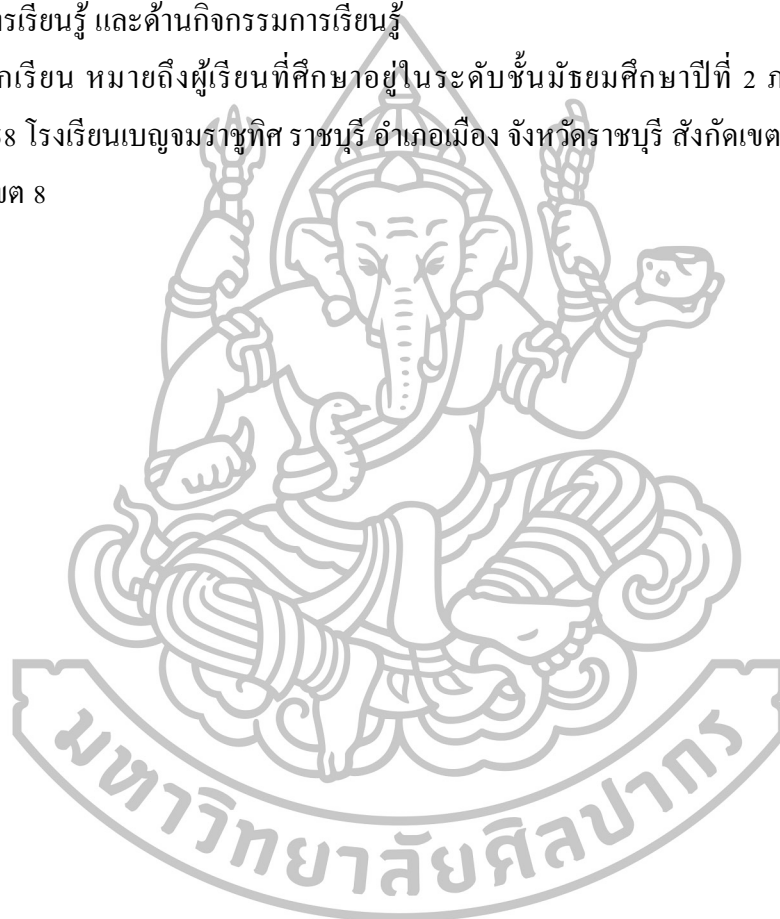 ารเรียนรู้ และด้านกิจกรรมการเรียนรู้
กเรียน หมายถึงผู้เรียนที่ศึกษาอยู่ในระดับชั้นมัธยมศึกษาปีที่ 2 ภ
58 โรงเรียนเบญจมราชูทิศ ราชบุรี อำเภอเมือง จังหวัดราชบุรี สังกัดเขต
ขต 8
มหาวิทยาลัยศิลปากร